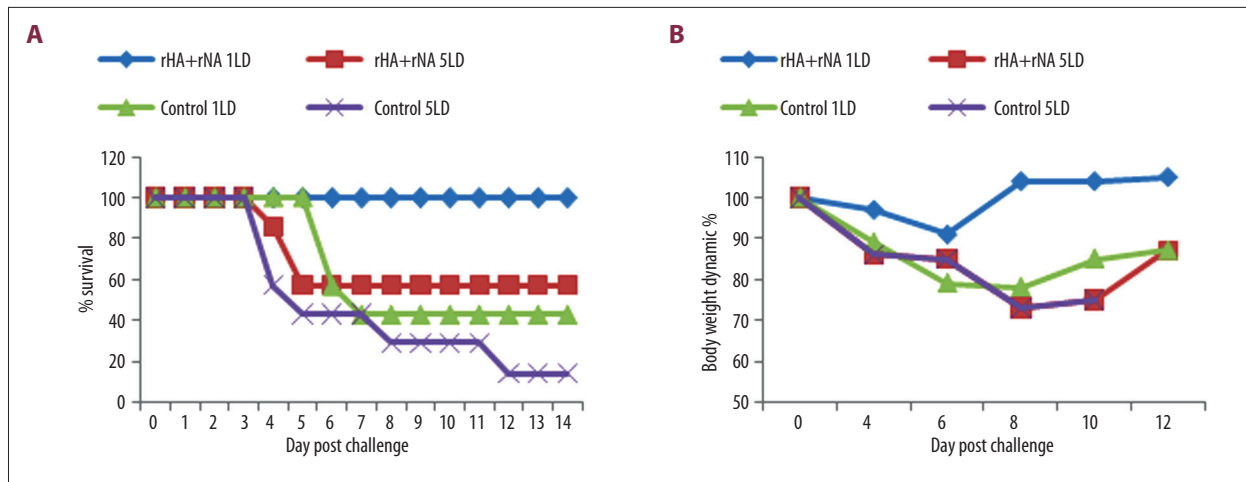 A
rHA+rNA 1LD
rHA+rNA 5LD
Control 1LD
Control 5LD
120
100
80
60
40
20
0
% survival
0 1 2 3 4 5 6 7 8 9 10 11 12 13 14
Day post challenge
B
rHA+rNA 1LD
rHA+rNA 5LD
Control 1LD
Control 5LD
110
100
90
80
70
60
50
Body weight dynamic %
0 4 6 8 10 12
Day post challenge